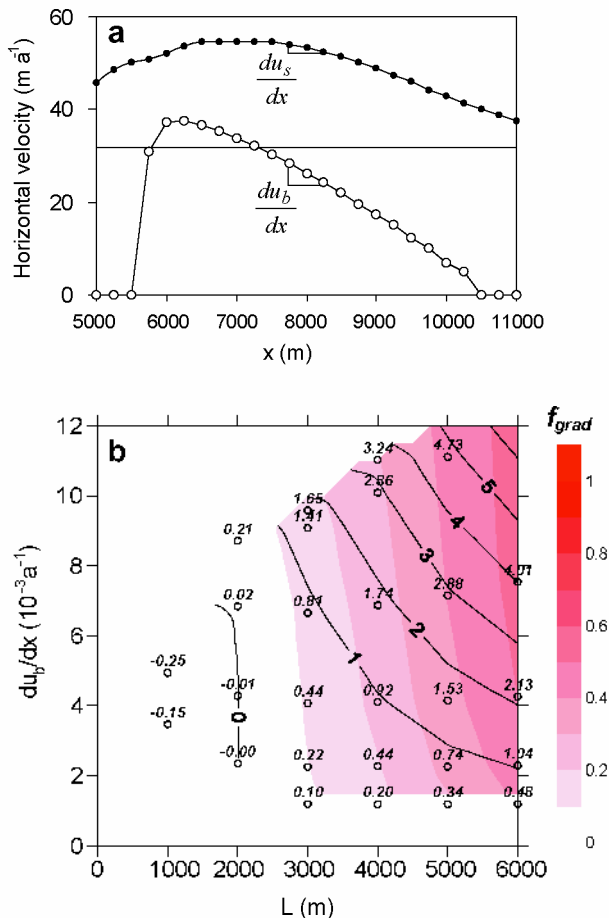 a
Horizontal velocity (m a⁻¹)
60
40
20
0
du_s
dx
du_b
dx
5000 6000 7000 8000 9000 10000 11000
x (m)
b
f_grad
du_b/dx (10⁻³a⁻¹)
12
10
8
6
4
2
0
3.24 4.73
5
1.65 2.86
1.41 4
0.21 3
4.01
0.02 0.81 1.74 2.88
2
-0.25
1
-0.15 -0.01 0.44 0.92 1.53 2.13
0
-0.00 0.22 0.44 0.74 1.04
0.10 0.20 0.34 0.48
0 1000 2000 3000 4000 5000 6000
L (m)
1
0.8
0.6
0.4
0.2
0